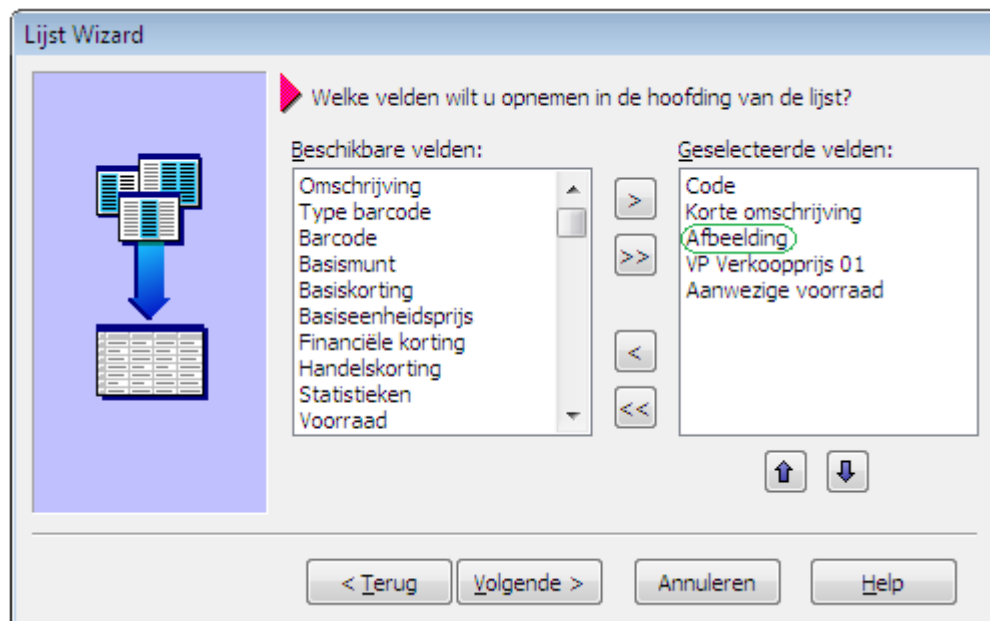 Lijst Wizard
Welke velden wilt u opnemen in de hoofding van de lijst?
Beschikbare velden:
Omschrijving
Type barcode
Barcode
Basismunt
Basiskorting
Basiseenheidsprijs
Financiële korting
Handelskorting
Statistieken
Voorraad
>
>>
<
<<
Geselecteerde velden:
Code
Korte omschrijving
Afbeelding
VP Verkoopprijs 01
Aanwezige voorraad
< Terug
Volgende >
Annuleren
Help